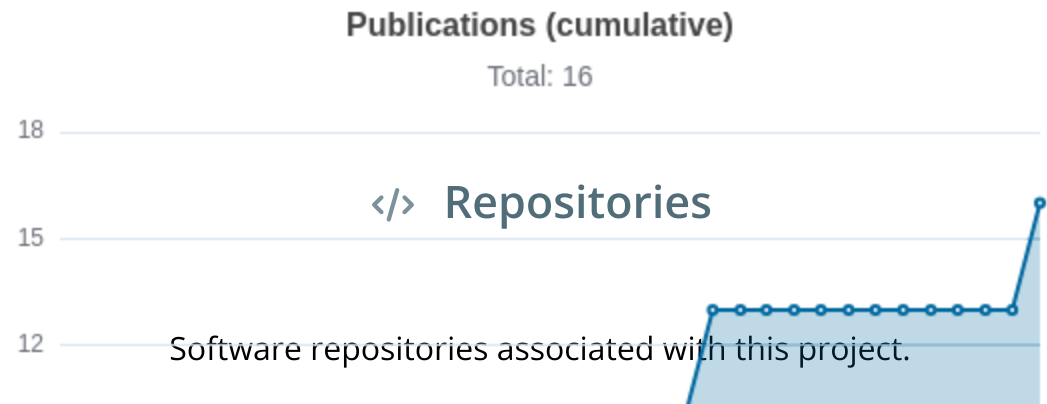 Publications (cumulative)
Total: 16
18
</> Repositories
15
12
Software repositories associated with this project.